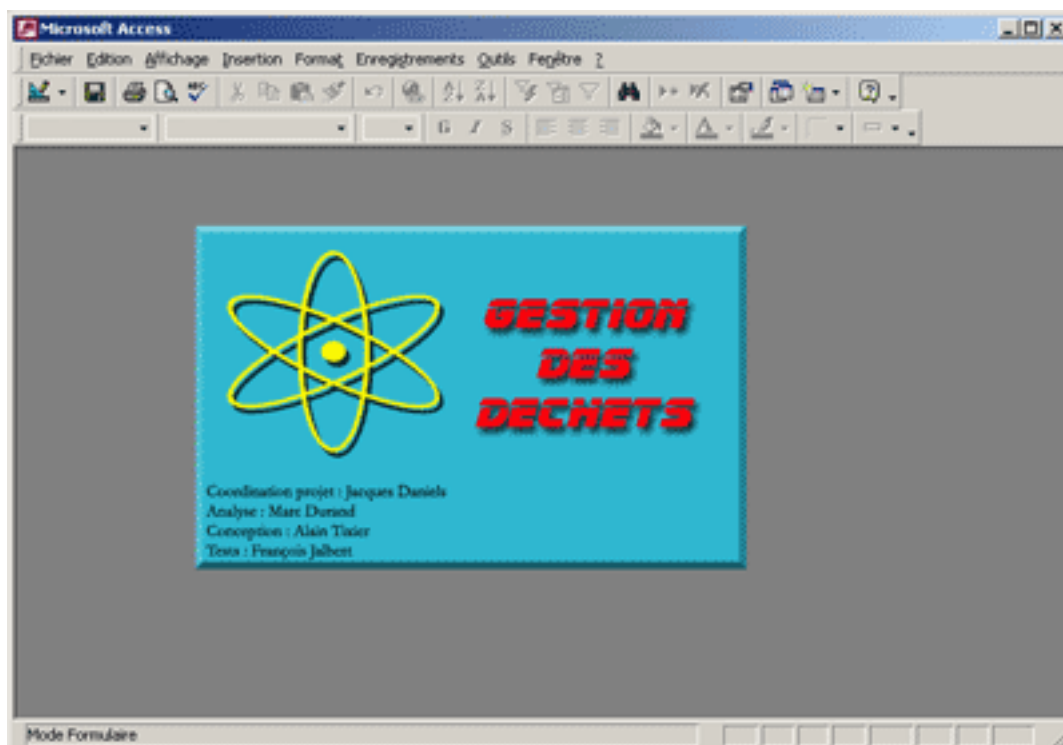 Microsoft Access
Fichier Edition Affichage Insertion Format Enregistrements Outils Fenêtre ?
G I S
GESTION
DES
DECHETS
Coordination projet : Jacques Daniels
Analyse : Marc Durand
Conception : Alain Tixier
Tests : François Jalbert
Mode Formulaire